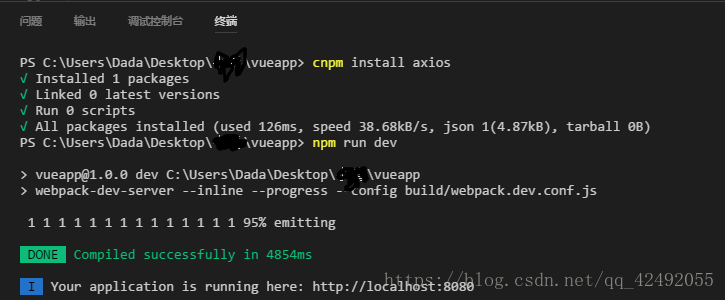 问题 输出 调试控制台 终端
PS C:\Users\Dada\Desktop\ \vueapp> cnpm install axios
√ Installed 1 packages
√ Linked 0 latest versions
√ Run 0 scripts
√ All packages installed (used 126ms, speed 38.68kB/s, json 1(4.87kB), tarball 0B)
PS C:\Users\Dada\Desktop\ \vueapp> npm run dev
> vueapp@1.0.0 dev C:\Users\Dada\Desktop\ \vueapp
> webpack-dev-server --inline --progress --config build/webpack.dev.conf.js
1 1 1 1 1 1 1 1 1 1 1 1 1 1 95% emitting
DONE Compiled successfully in 4854ms
I Your application is running here: http://localhost:8080
https://blog.csdn.net/qq_42492055